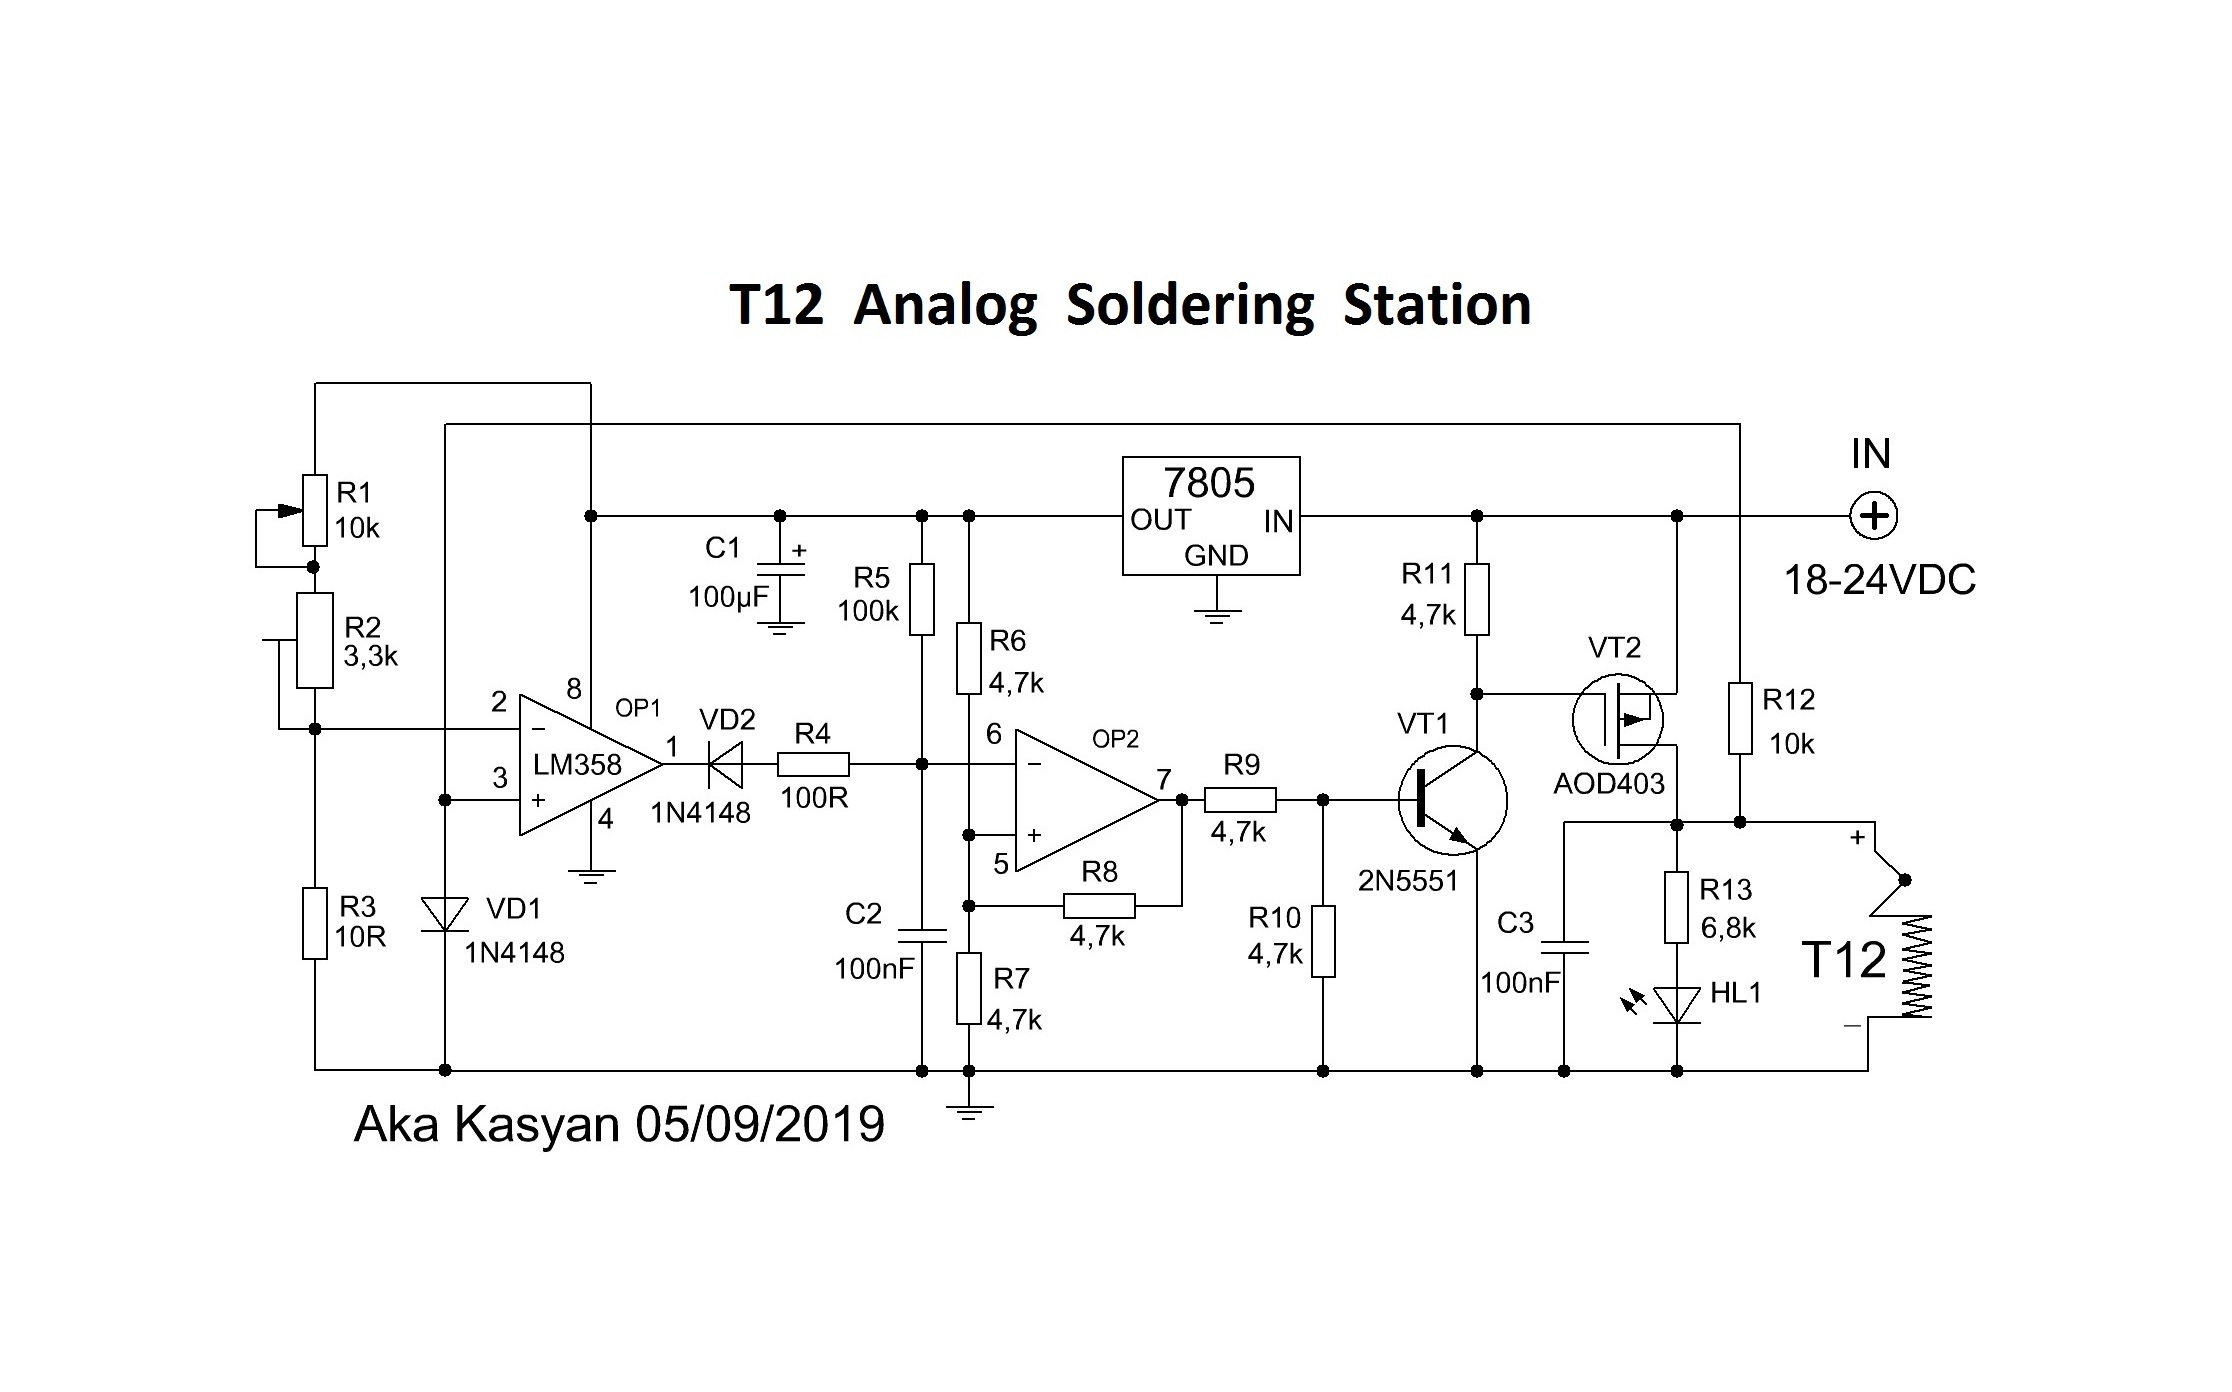 T12 Analog Soldering Station
IN
18-24VDC
7805
OUT
IN
GND
R1
10k
R2
3,3k
R3
10R
2
3
8
4
1
−
+
OP1
LM358
VD1
1N4148
VD2
1N4148
R4
100R
C1
+
100µF
R5
100k
R6
4,7k
C2
100nF
R7
4,7k
6
5
7
−
+
OP2
R8
4,7k
R9
4,7k
R10
4,7k
R11
4,7k
VT1
2N5551
VT2
AOD403
R12
10k
C3
100nF
R13
6,8k
HL1
+
T12
−
Aka Kasyan 05/09/2019